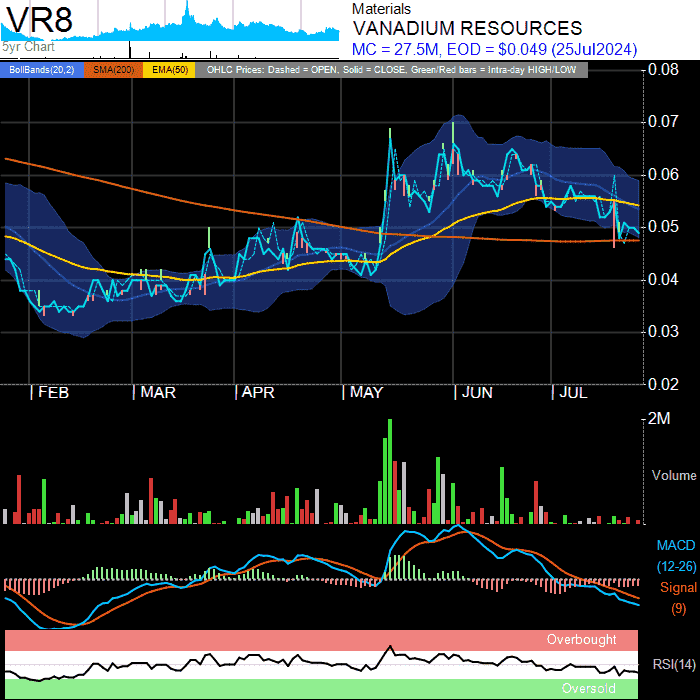 VR8
5yr Chart
Materials
VANADIUM RESOURCES
MC = 27.5M, EOD = $0.049 (25Jul2024)
BollBands(20,2) SMA(200) EMA(50) OHLC Prices: Dashed = OPEN, Solid = CLOSE, Green/Red bars = Intra-day HIGH/LOW
0.08
0.07
0.06
0.05
0.04
0.03
0.02
| FEB | MAR | APR | MAY | JUN | JUL
2M
Volume
MACD
(12-26)
Signal
(9)
Overbought
RSI(14)
Oversold